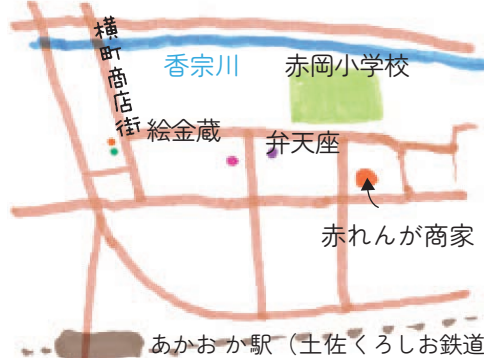 横町商店街
香宗川
赤岡小学校
絵金蔵
弁天座
赤れんが商家
あかおか駅（土佐くろしお鉄道